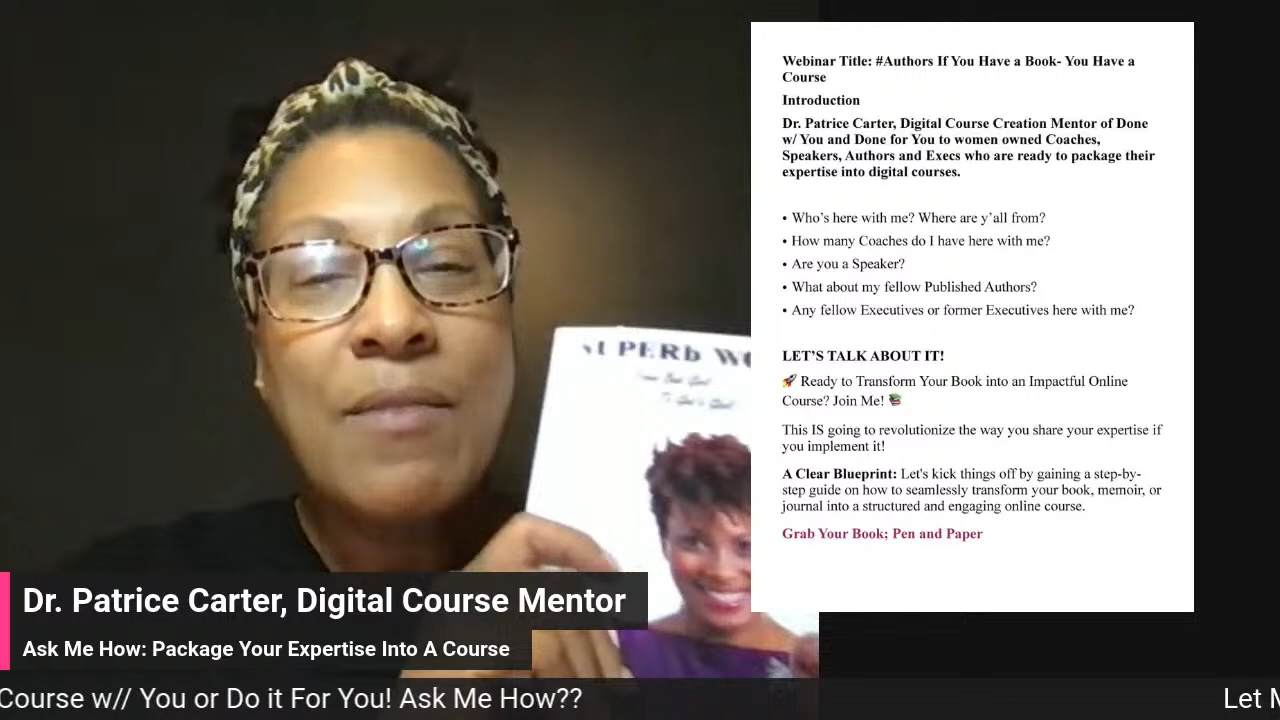 Webinar Title: #Authors If You Have a Book- You Have a
Course
Introduction
Dr. Patrice Carter, Digital Course Creation Mentor of Done
w/ You and Done for You to women owned Coaches,
Speakers, Authors and Execs who are ready to package their
expertise into digital courses.
• Who's here with me? Where are y'all from?
• How many Coaches do I have here with me?
• Are you a Speaker?
• What about my fellow Published Authors?
• Any fellow Executives or former Executives here with me?
LET'S TALK ABOUT IT!
🚀 Ready to Transform Your Book into an Impactful Online
Course? Join Me! 📚
This IS going to revolutionize the way you share your expertise if
you implement it!
A Clear Blueprint: Let's kick things off by gaining a step-by-
step guide on how to seamlessly transform your book, memoir, or
journal into a structured and engaging online course.
Grab Your Book; Pen and Paper
SUPERb WO
Dr. Patrice Carter, Digital Course Mentor
Ask Me How: Package Your Expertise Into A Course
Course w// You or Do it For You! Ask Me How??
Let M